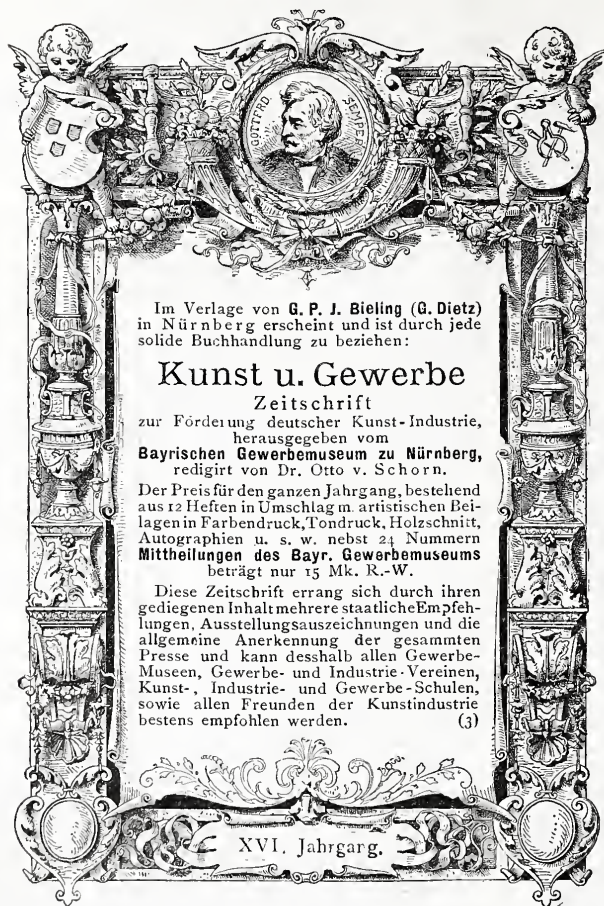 GOTTFRD SEMPER
Im Verlage von G. P. J. Bieling (G. Dietz)
in Nürnberg erscheint und ist durch jede
solide Buchhandlung zu beziehen:
Kunst u. Gewerbe
Zeitschrift
zur Förderung deutscher Kunst-Industrie,
herausgegeben vom
Bayrischen Gewerbemuseum zu Nürnberg,
redigirt von Dr. Otto v. Schorn.
Der Preis für den ganzen Jahrgang, bestehend
aus 12 Heften in Umschlag m. artistischen Bei-
lagen in Farbendruck, Tondruck, Holzschnitt,
Autographien u. s. w. nebst 24 Nummern
Mittheilungen des Bayr. Gewerbemuseums
beträgt nur 15 Mk. R.-W.
Diese Zeitschrift errang sich durch ihren
gediegenen Inhalt mehrere staatliche Empfeh-
lungen, Ausstellungsauszeichnungen und die
allgemeine Anerkennung der gesammten
Presse und kann desshalb allen Gewerbe-
Museen, Gewerbe- und Industrie-Vereinen,
Kunst-, Industrie- und Gewerbe-Schulen,
sowie allen Freunden der Kunstindustrie
bestens empfohlen werden. (3)
XVI. Jahrgarg.